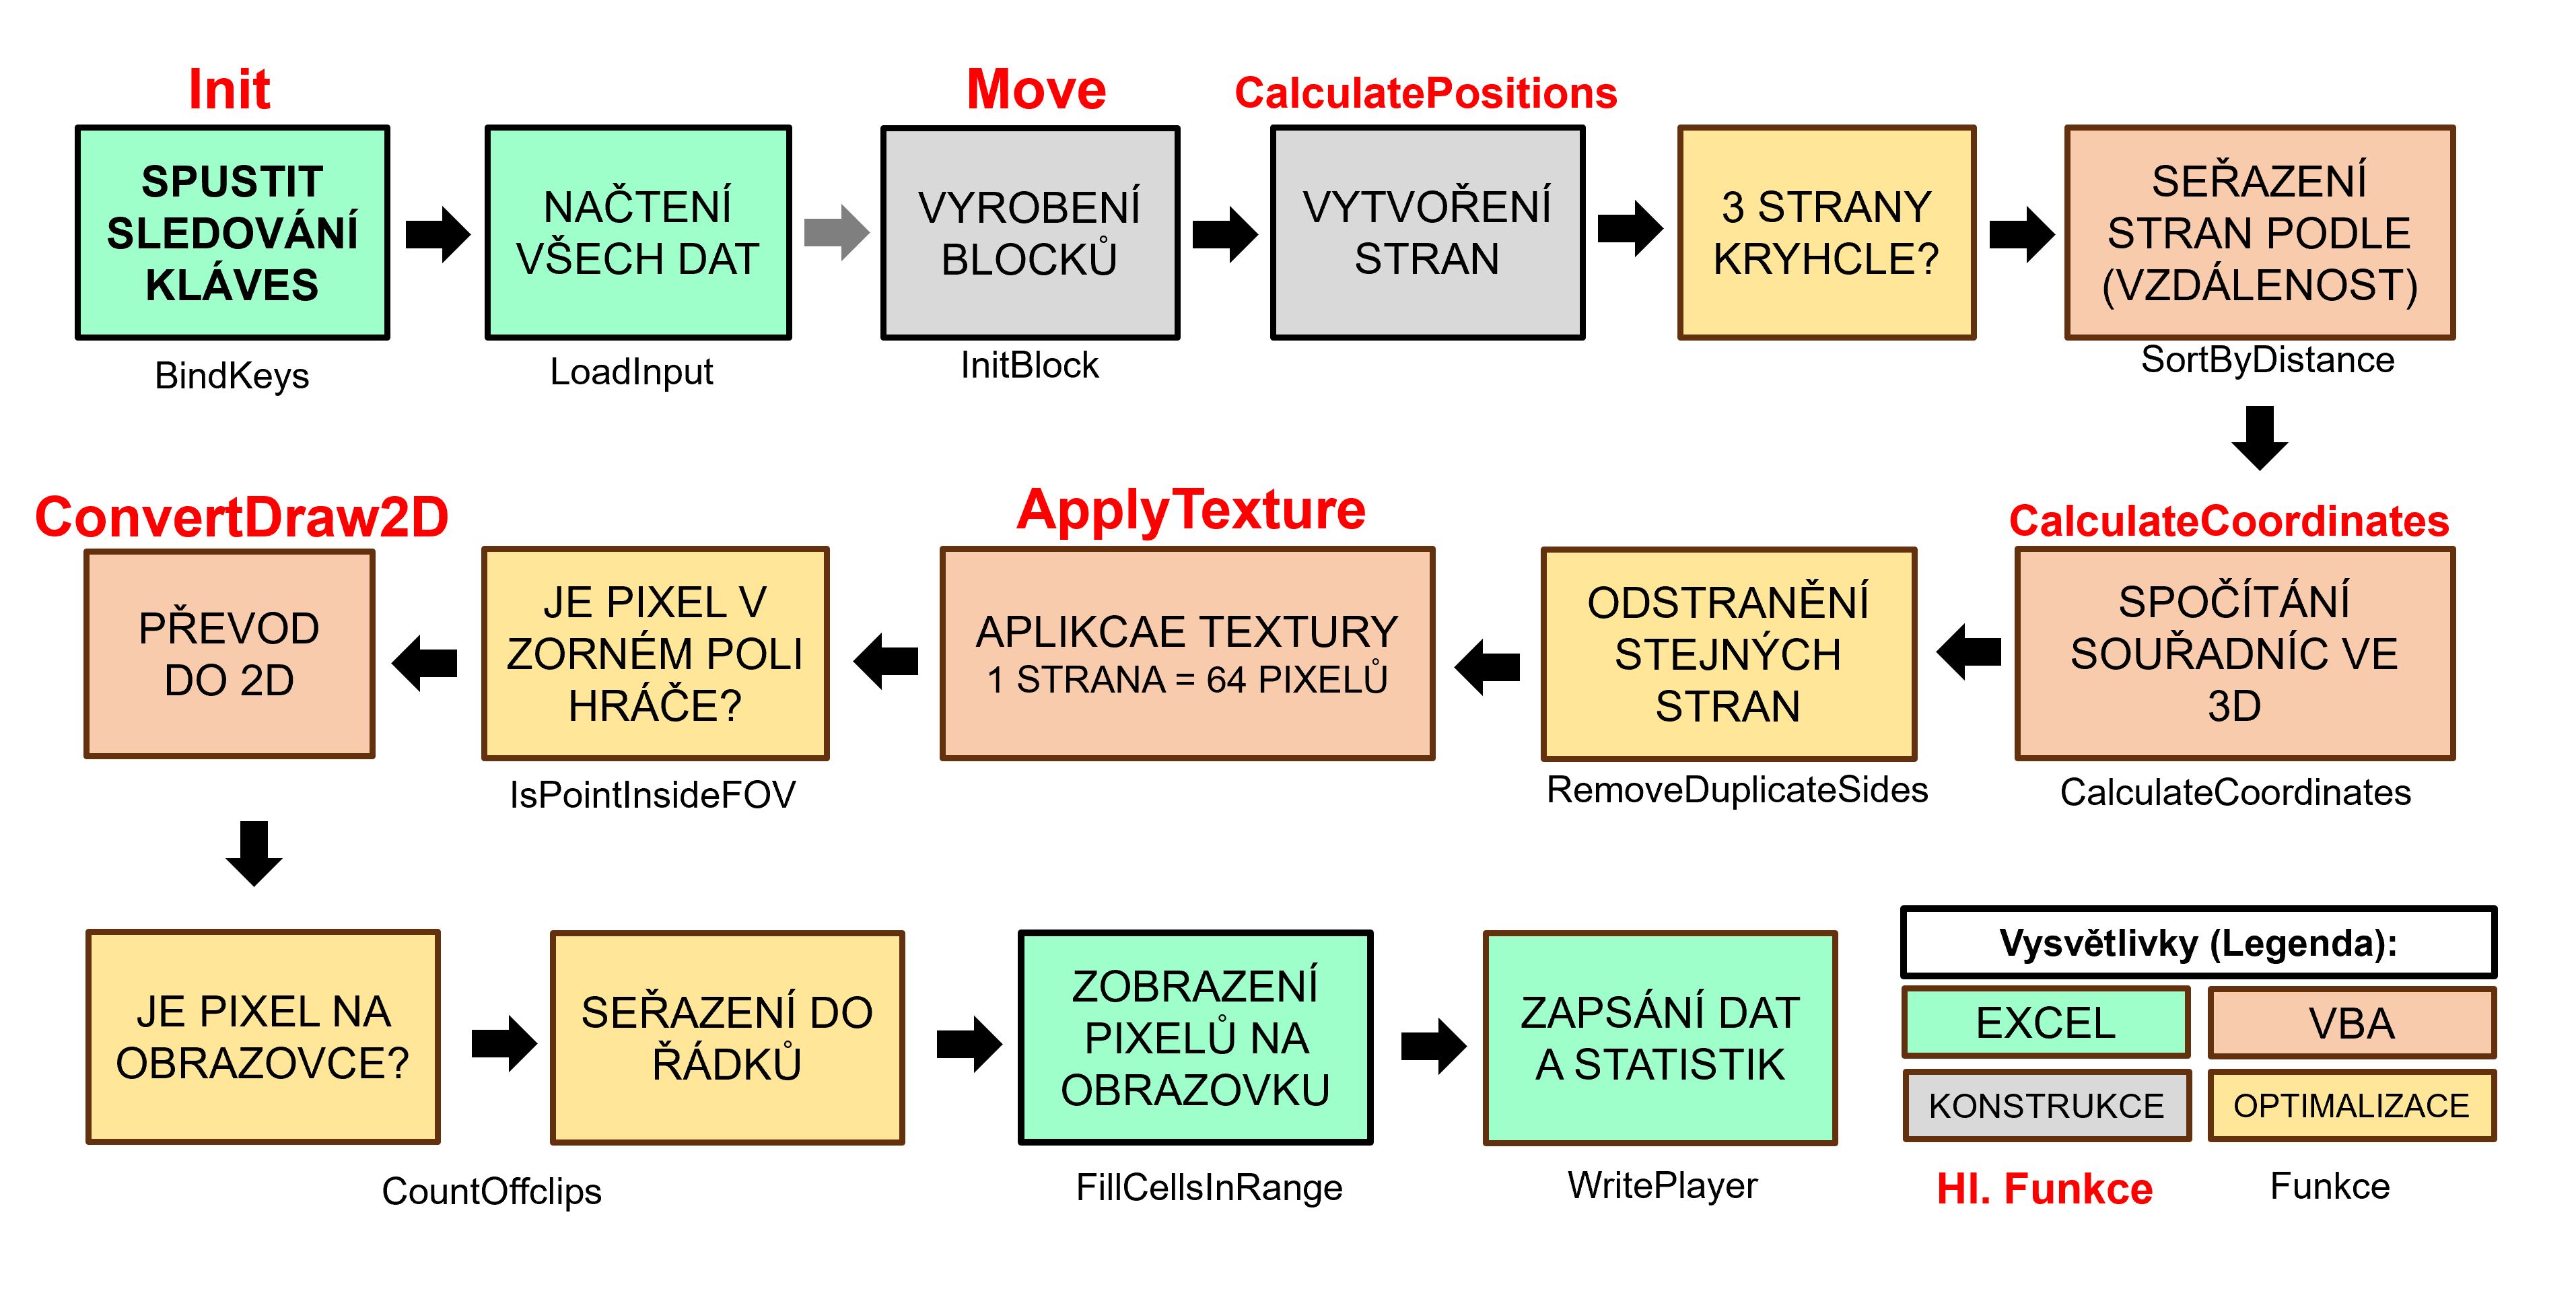 Init
SPUSTIT
SLEDOVÁNÍ
KLÁVES
BindKeys
NAČTENÍ
VŠECH DAT
LoadInput
Move
VYROBENÍ
BLOCKŮ
InitBlock
CalculatePositions
VYTVOŘENÍ
STRAN
3 STRANY
KRYHCLE?
SEŘAZENÍ
STRAN PODLE
(VZDÁLENOST)
SortByDistance
CalculateCoordinates
SPOČÍTÁNÍ
SOUŘADNÍC VE
3D
CalculateCoordinates
ODSTRANĚNÍ
STEJNÝCH
STRAN
RemoveDuplicateSides
ApplyTexture
APLIKCAE TEXTURY
1 STRANA = 64 PIXELŮ
JE PIXEL V
ZORNÉM POLI
HRÁČE?
IsPointInsideFOV
ConvertDraw2D
PŘEVOD
DO 2D
JE PIXEL NA
OBRAZOVCE?
SEŘAZENÍ DO
ŘÁDKŮ
CountOffclips
ZOBRAZENÍ
PIXELŮ NA
OBRAZOVKU
FillCellsInRange
ZAPSÁNÍ DAT
A STATISTIK
WritePlayer
Vysvětlivky (Legenda):
EXCEL
VBA
KONSTRUKCE
OPTIMALIZACE
Hl. Funkce
Funkce